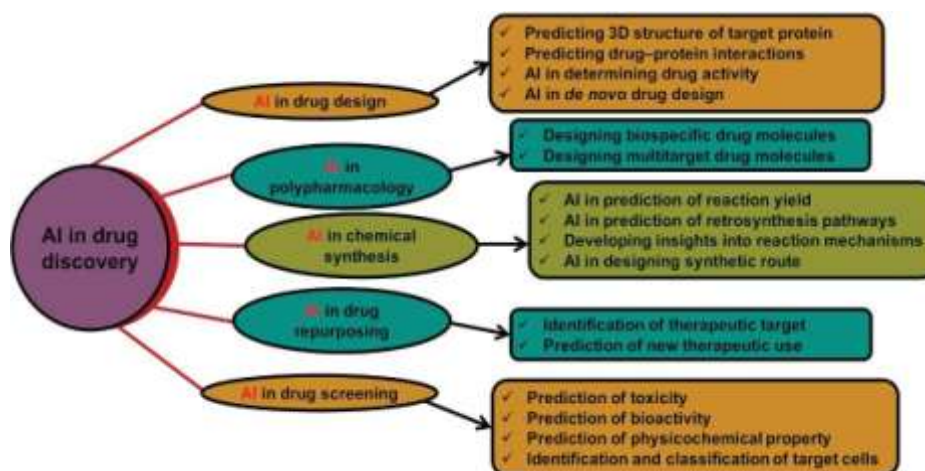 AI in drug
discovery
AI in drug design
Predicting 3D structure of target protein
Predicting drug–protein interactions
AI in determining drug activity
AI in de novo drug design
AI in
polypharmacology
Designing biospecific drug molecules
Designing multitarget drug molecules
AI in chemical
synthesis
AI in prediction of reaction yield
AI in prediction of retrosynthesis pathways
Developing insights into reaction mechanisms
AI in designing synthetic route
AI in drug
repurposing
Identification of therapeutic target
Prediction of new therapeutic use
AI in drug screening
Prediction of toxicity
Prediction of bioactivity
Prediction of physicochemical property
Identification and classification of target cells